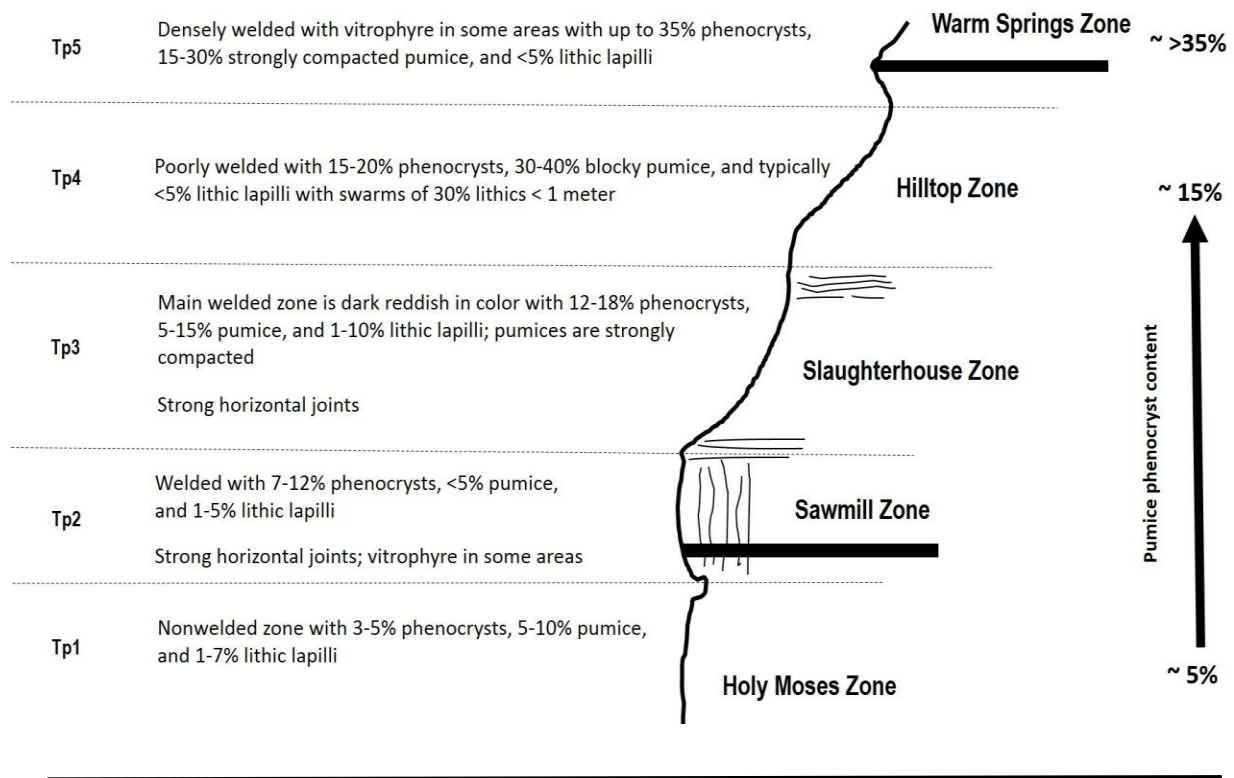 Tp5
Densely welded with vitrophyre in some areas with up to 35% phenocrysts,
15-30% strongly compacted pumice, and <5% lithic lapilli
Warm Springs Zone
~ >35%
Tp4
Poorly welded with 15-20% phenocrysts, 30-40% blocky pumice, and typically
<5% lithic lapilli with swarms of 30% lithics < 1 meter
Hilltop Zone
~ 15%
Tp3
Main welded zone is dark reddish in color with 12-18% phenocrysts,
5-15% pumice, and 1-10% lithic lapilli; pumices are strongly
compacted
Strong horizontal joints
Slaughterhouse Zone
Pumice phenocryst content
Tp2
Welded with 7-12% phenocrysts, <5% pumice,
and 1-5% lithic lapilli
Strong horizontal joints; vitrophyre in some areas
Sawmill Zone
Tp1
Nonwelded zone with 3-5% phenocrysts, 5-10% pumice,
and 1-7% lithic lapilli
Holy Moses Zone
~ 5%